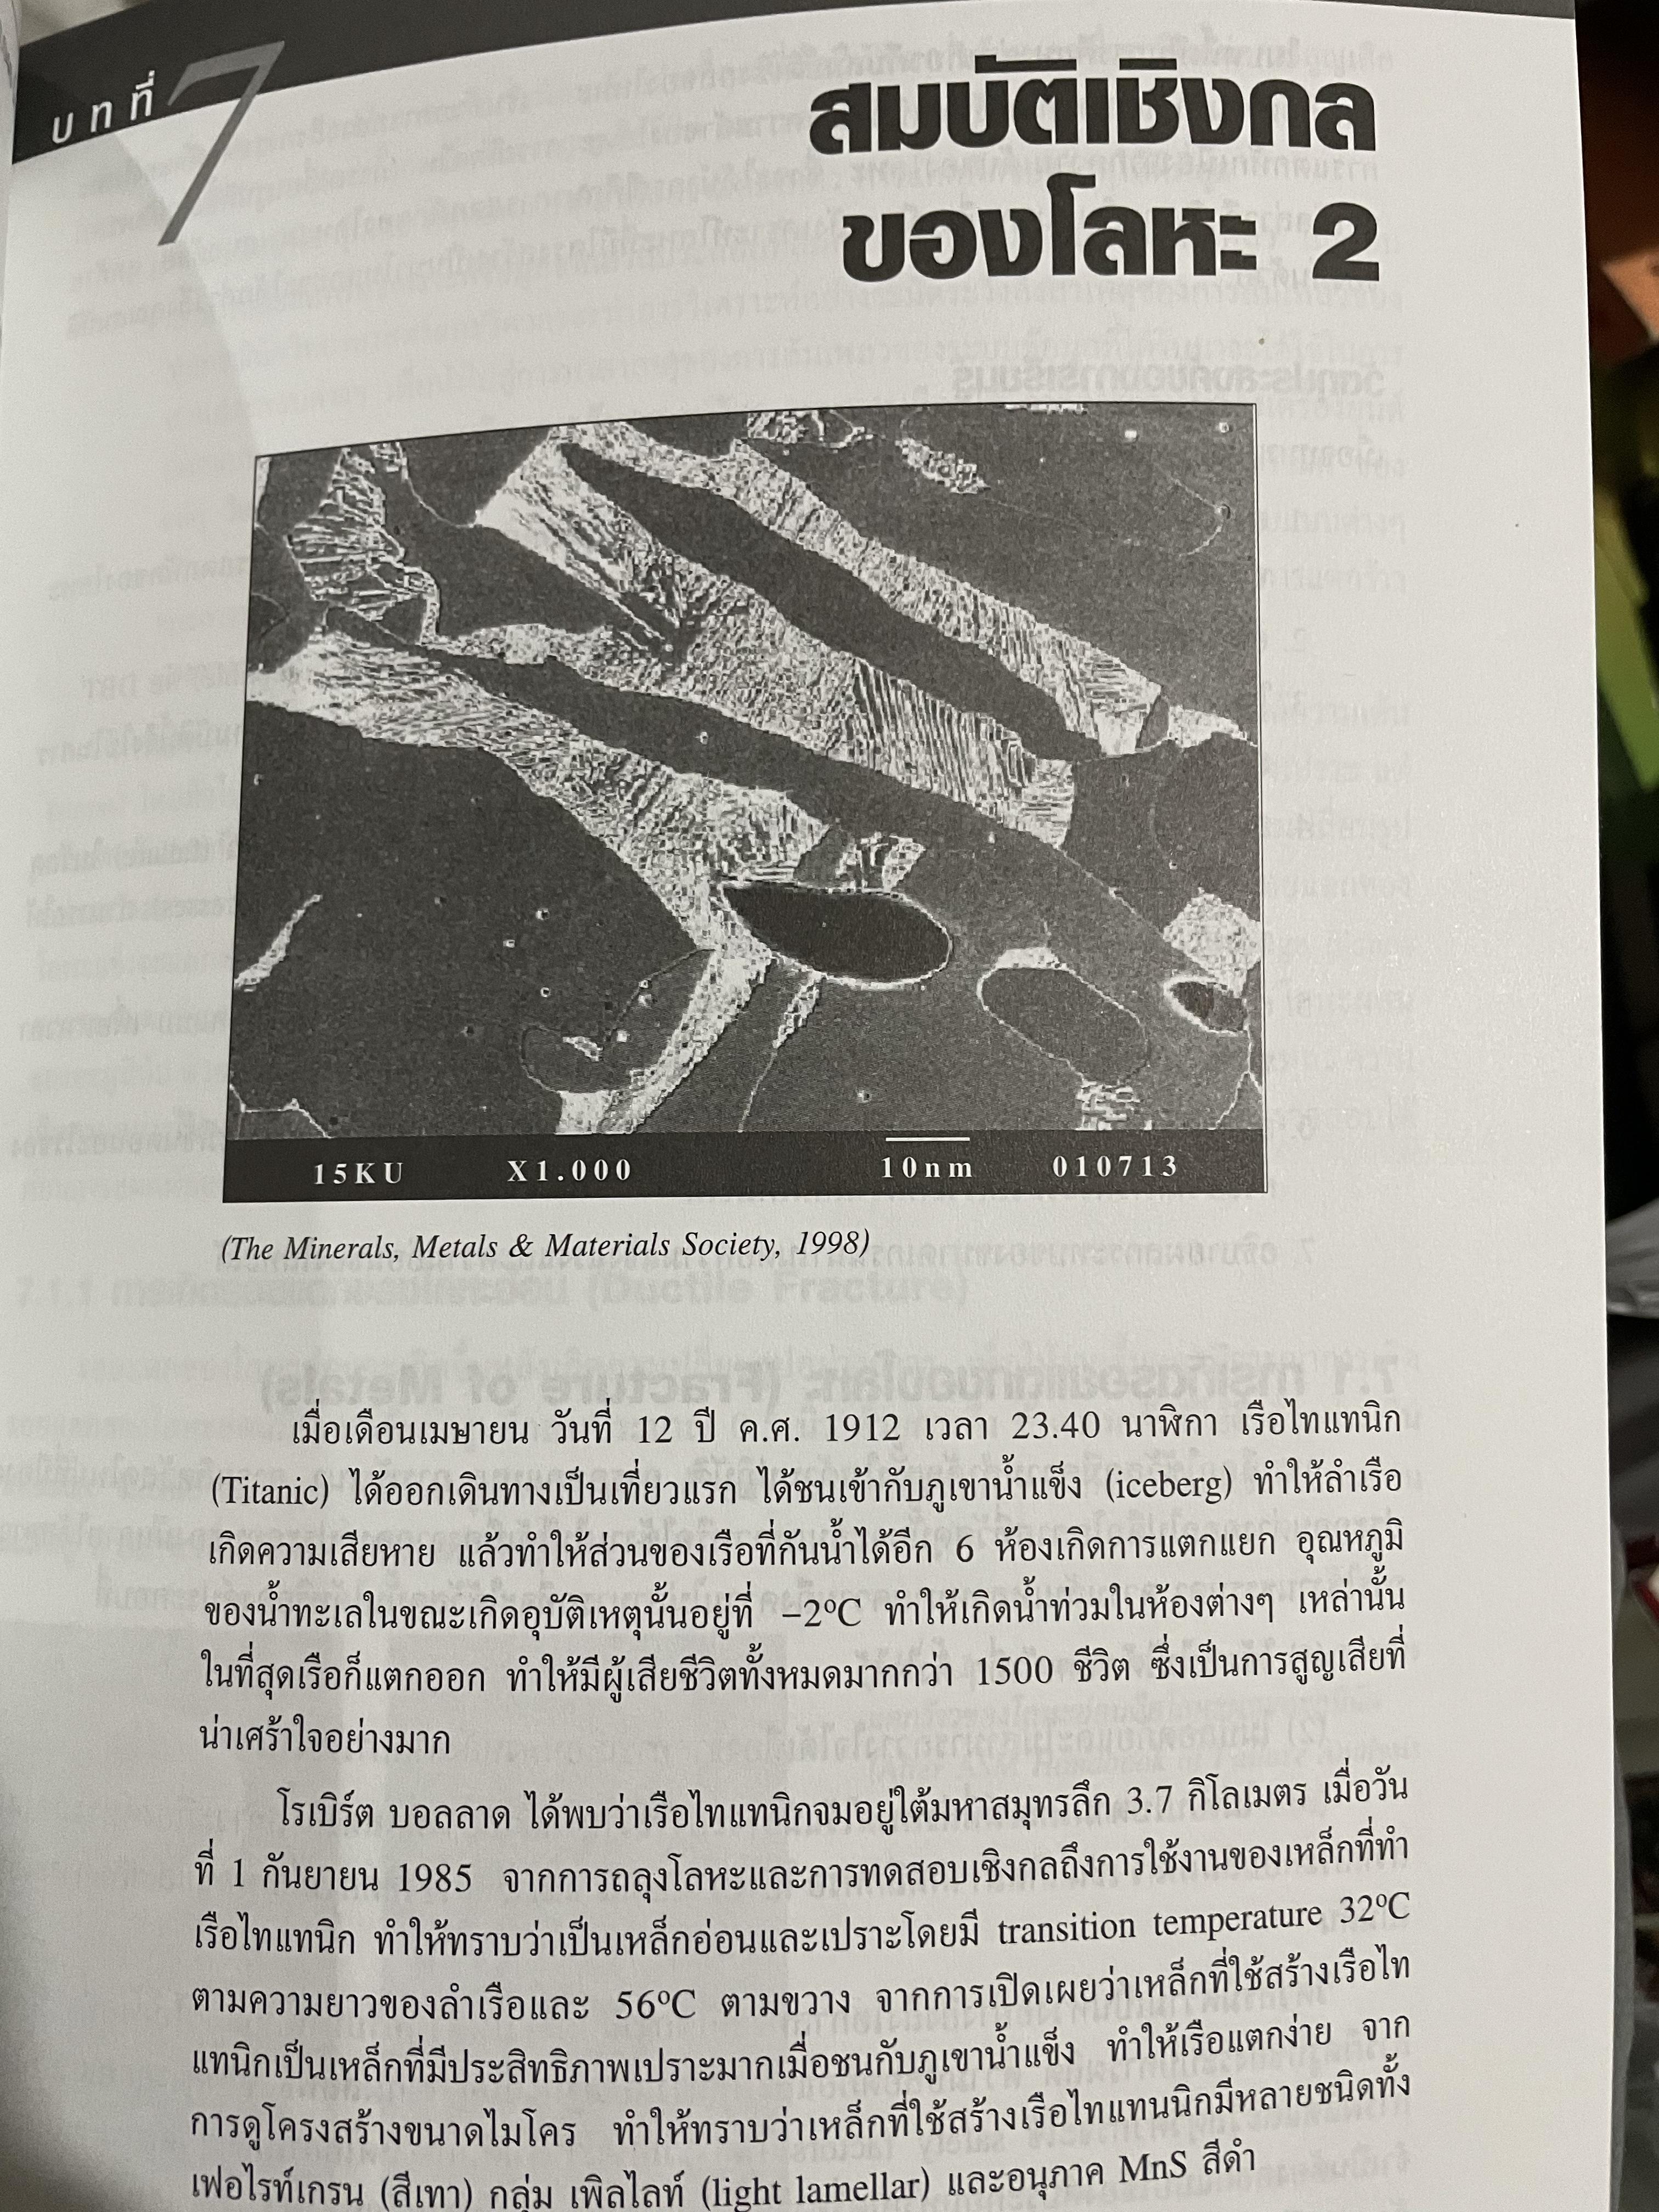 บทที่ 7
สมบัติเชิงกล
ของโลหะ 2
15KU X1.000 10nm 010713
(The Minerals, Metals & Materials Society, 1998)
เมื่อเดือนเมษายน วันที่ 12 ปี ค.ศ. 1912 เวลา 23.40 นาฬิกา เรือไทแทนิก
(Titanic) ได้ออกเดินทางเป็นเที่ยวแรก ได้ชนเข้ากับภูเขาน้ำแข็ง (iceberg) ทำให้ลำเรือ
เกิดความเสียหาย แล้วทำให้ส่วนของเรือที่กันน้ำได้อีก 6 ห้องเกิดการแตกแยก อุณหภูมิ
ของน้ำทะเลในขณะเกิดอุบัติเหตุนั้นอยู่ที่ –2°C ทำให้เกิดน้ำท่วมในห้องต่างๆ เหล่านั้น
ในที่สุดเรือก็แตกออก ทำให้มีผู้เสียชีวิตทั้งหมดมากกว่า 1500 ชีวิต ซึ่งเป็นการสูญเสียที่
น่าเศร้าใจอย่างมาก
โรเบิร์ต บอลลาด ได้พบว่าเรือไทแทนิกจมอยู่ใต้มหาสมุทรลึก 3.7 กิโลเมตร เมื่อวัน
ที่ 1 กันยายน 1985 จากการถลุงโลหะและการทดสอบเชิงกลถึงการใช้งานของเหล็กที่ทำ
เรือไทแทนิก ทำให้ทราบว่าเป็นเหล็กอ่อนและเปราะโดยมี transition temperature 32°C
ตามความยาวของลำเรือและ 56°C ตามขวาง จากการเปิดเผยว่าเหล็กที่ใช้สร้างเรือไท
แทนิกเป็นเหล็กที่มีประสิทธิภาพเปราะมากเมื่อชนกับภูเขาน้ำแข็ง ทำให้เรือแตกง่าย จาก
การดูโครงสร้างขนาดไมโคร ทำให้ทราบว่าเหล็กที่ใช้สร้างเรือไทแทนนิกมีหลายชนิดทั้ง
เฟอไรท์เกรน (สีเทา) กลุ่ม เพิลไลท์ (light lamellar) และอนุภาค MnS สีดำ